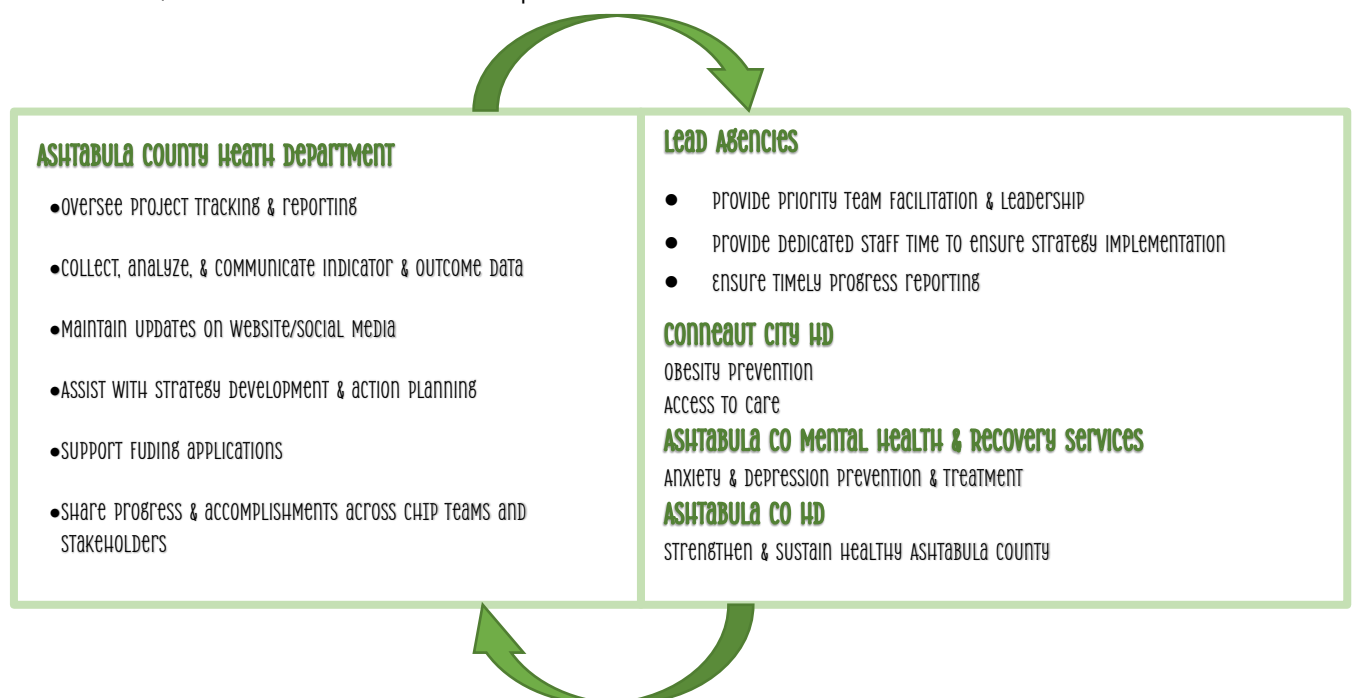 Ashtabula County Heath Department
•Oversee project tracking & reporting
•Collect, analyze, & communicate indicator & outcome data
•Maintain updates on website/social media
•Assist with strategy development & action planning
•Support fuding applications
•Share progress & accomplishments across CHIP teams and
stakeholders
Lead Agencies
● Provide priority team facilitation & leadership
● Provide dedicated staff time to ensure strategy implementation
● Ensure timely progress reporting
Conneaut City HD
Obesity Prevention
Access to Care
Ashtabula Co Mental Health & Recovery Services
Anxiety & Depression Prevention & Treatment
Ashtabula Co HD
Strengthen & Sustain Healthy Ashtabula County